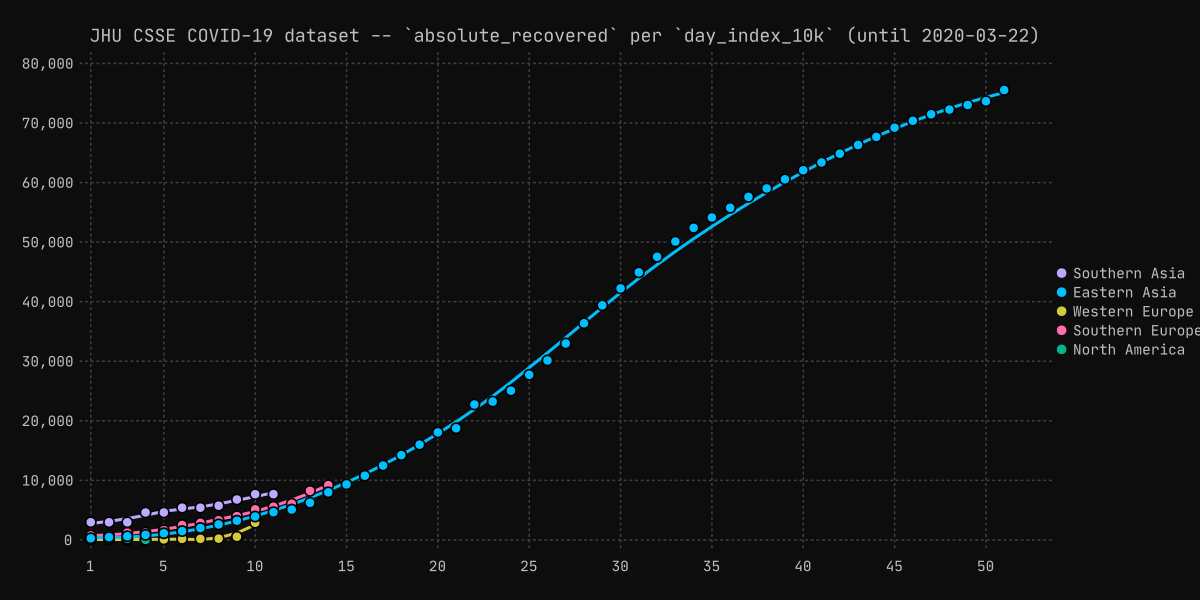 JHU CSSE COVID-19 dataset -- `absolute_recovered` per `day_index_10k` (until 2020-03-22)
80,000
70,000
60,000
50,000
40,000
30,000
20,000
10,000
0
1 5 10 15 20 25 30 35 40 45 50
Southern Asia
Eastern Asia
Western Europe
Southern Europe
North America